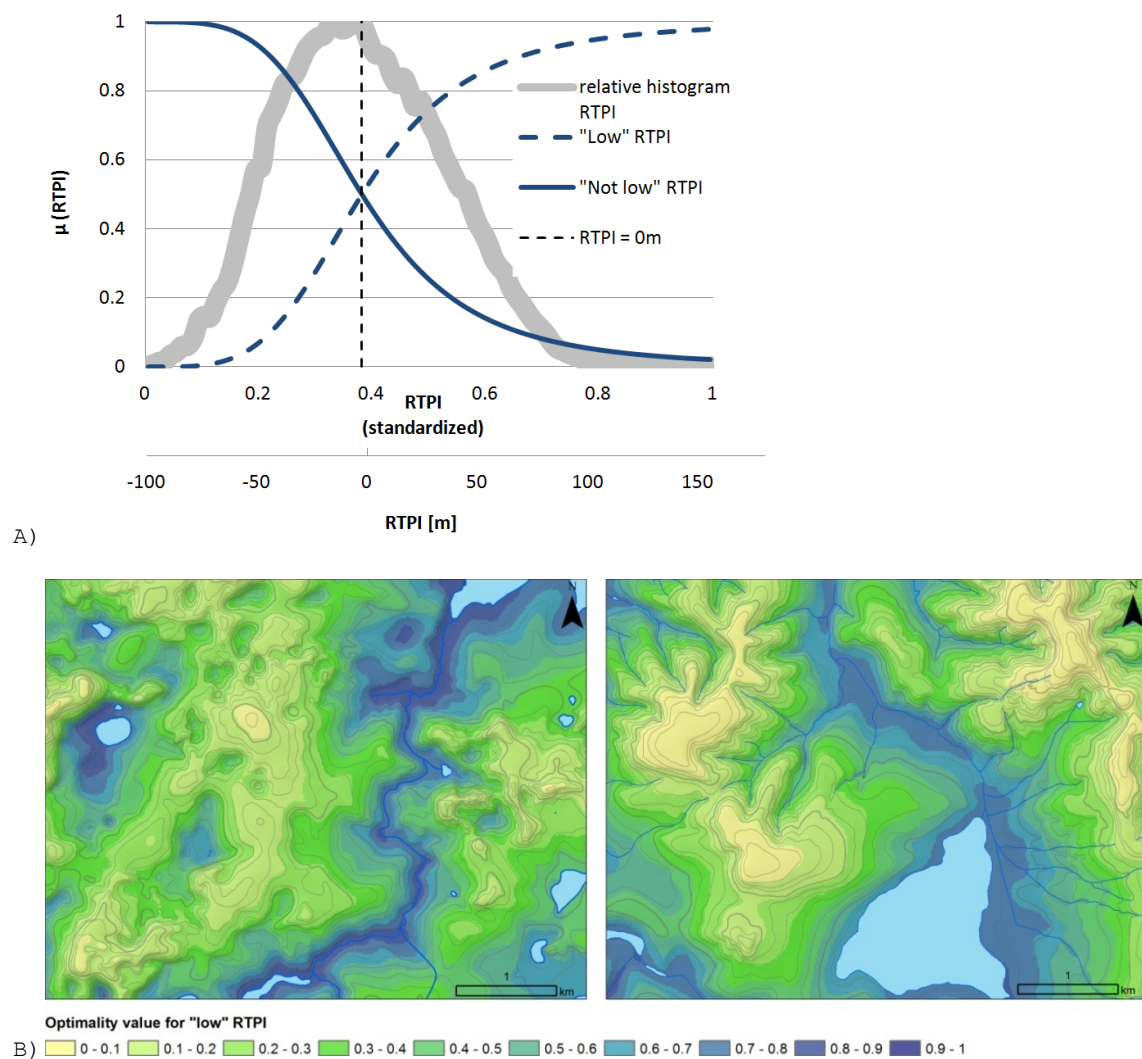 1
0.8
0.6
0.4
0.2
0
μ (RTPI)
relative histogram
RTPI
"Low" RTPI
"Not low" RTPI
RTPI = 0m
0 0.2 0.4 0.6 0.8 1
RTPI
(standardized)
-100 -50 0 50 100 150
RTPI [m]
A)
N
1
km
N
1
km
Optimality value for "low" RTPI
B) 0 - 0.1 0.1 - 0.2 0.2 - 0.3 0.3 - 0.4 0.4 - 0.5 0.5 - 0.6 0.6 - 0.7 0.7 - 0.8 0.8 - 0.9 0.9 - 1